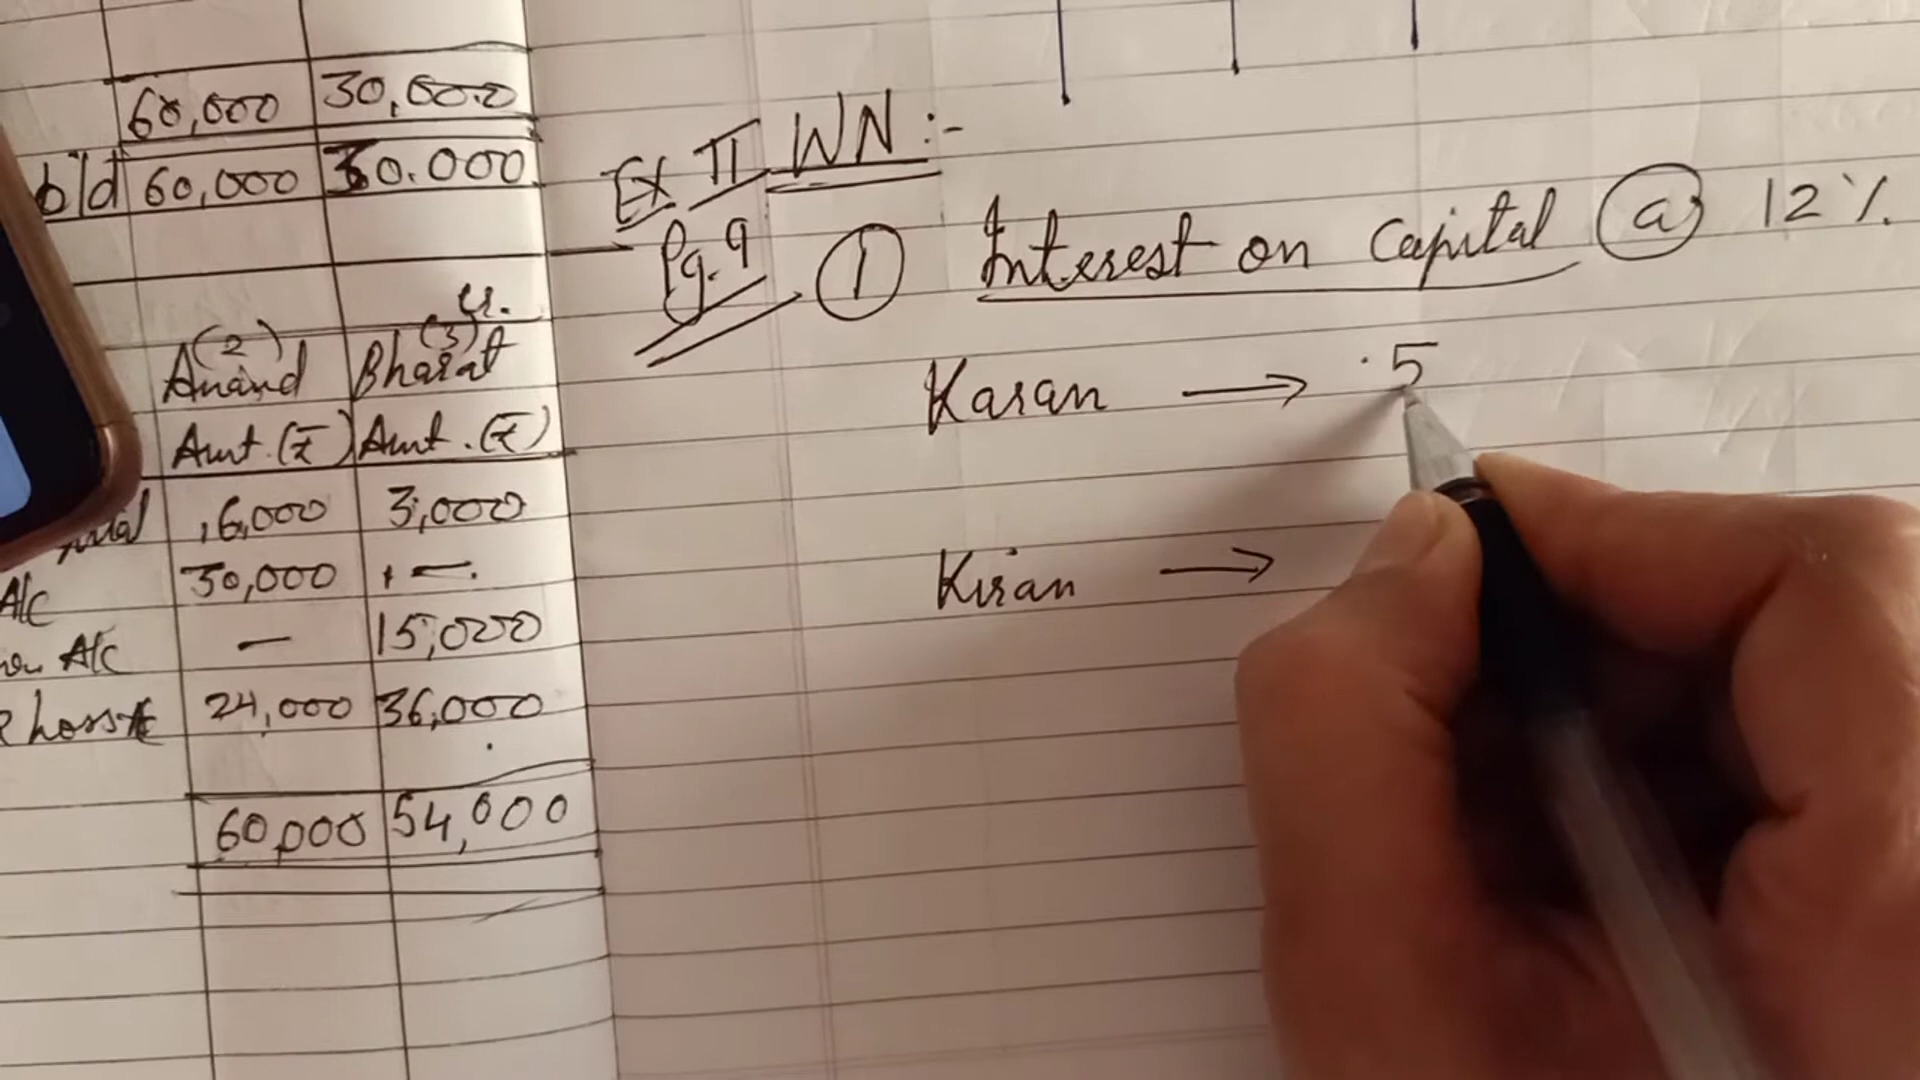 60,000 30,000
b/d 60,000 30.000
(2) (3)
Anand Bharat
Amt.(₹) Amt.(₹)
6,000 3,000
A/c 30,000 —
A/c — 15,000
24,000 36,000
60,000 54,000
Ex II WN:-
Pg.9 ① Interest on Capital @ 12%
Karan → 5
Kiran →